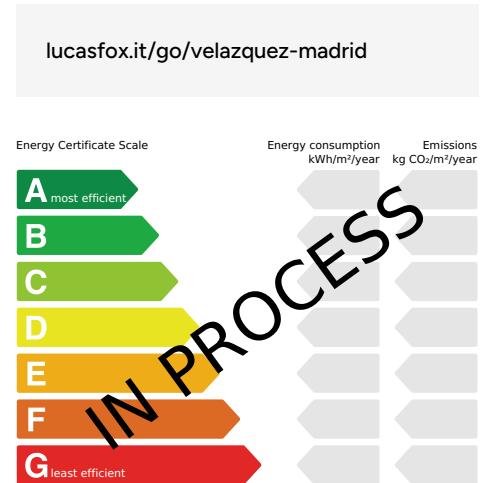 lucasfox.it/go/velazquez-madrid
Energy Certificate Scale
Energy consumption
kWh/m²/year
Emissions
kg CO₂/m²/year
A most efficient
B
C
D
E
F
G least efficient
IN PROCESS